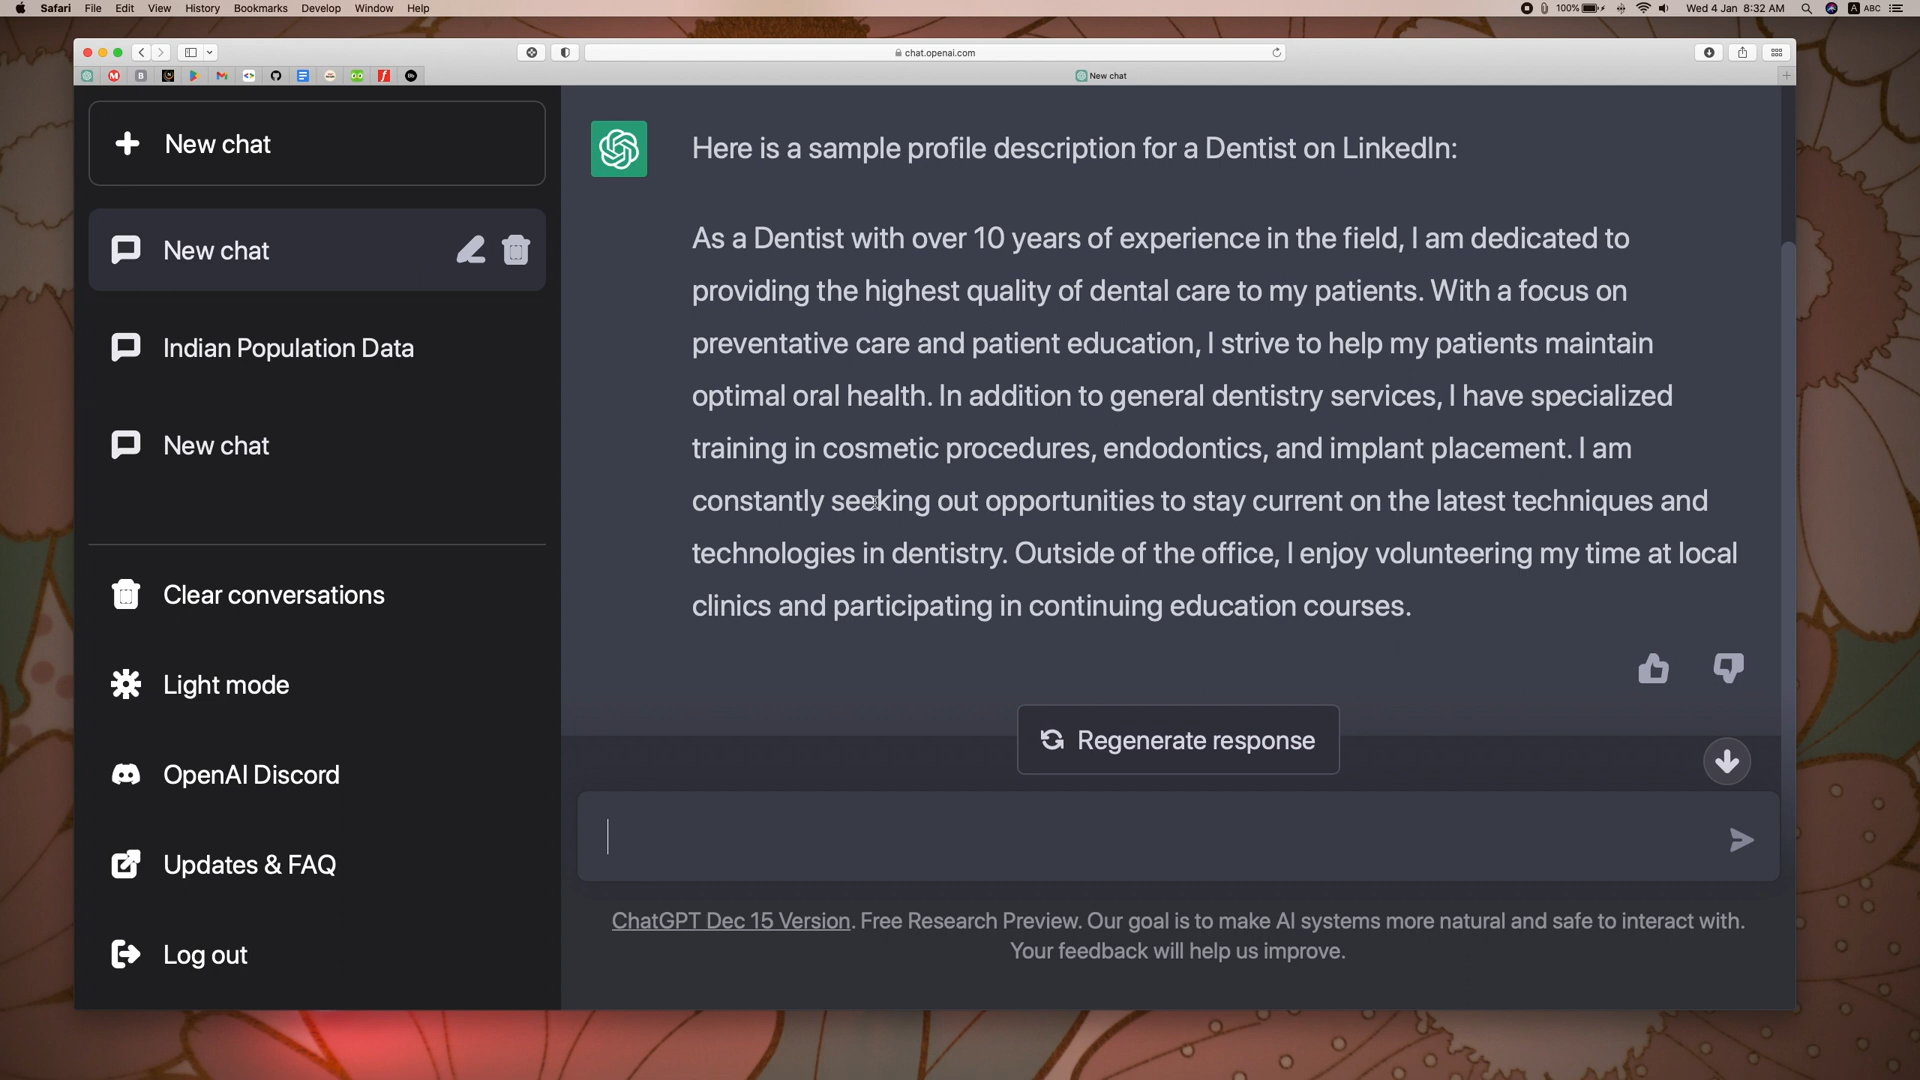 Safari File Edit View History Bookmarks Develop Window Help 100% Wed 4 Jan 8:32 AM A ABC
chat.openai.com
New chat
New chat
New chat
Indian Population Data
New chat
Clear conversations
Light mode
OpenAI Discord
Updates & FAQ
Log out
Here is a sample profile description for a Dentist on LinkedIn:
As a Dentist with over 10 years of experience in the field, I am dedicated to
providing the highest quality of dental care to my patients. With a focus on
preventative care and patient education, I strive to help my patients maintain
optimal oral health. In addition to general dentistry services, I have specialized
training in cosmetic procedures, endodontics, and implant placement. I am
constantly seeking out opportunities to stay current on the latest techniques and
technologies in dentistry. Outside of the office, I enjoy volunteering my time at local
clinics and participating in continuing education courses.
Regenerate response
ChatGPT Dec 15 Version. Free Research Preview. Our goal is to make AI systems more natural and safe to interact with.
Your feedback will help us improve.